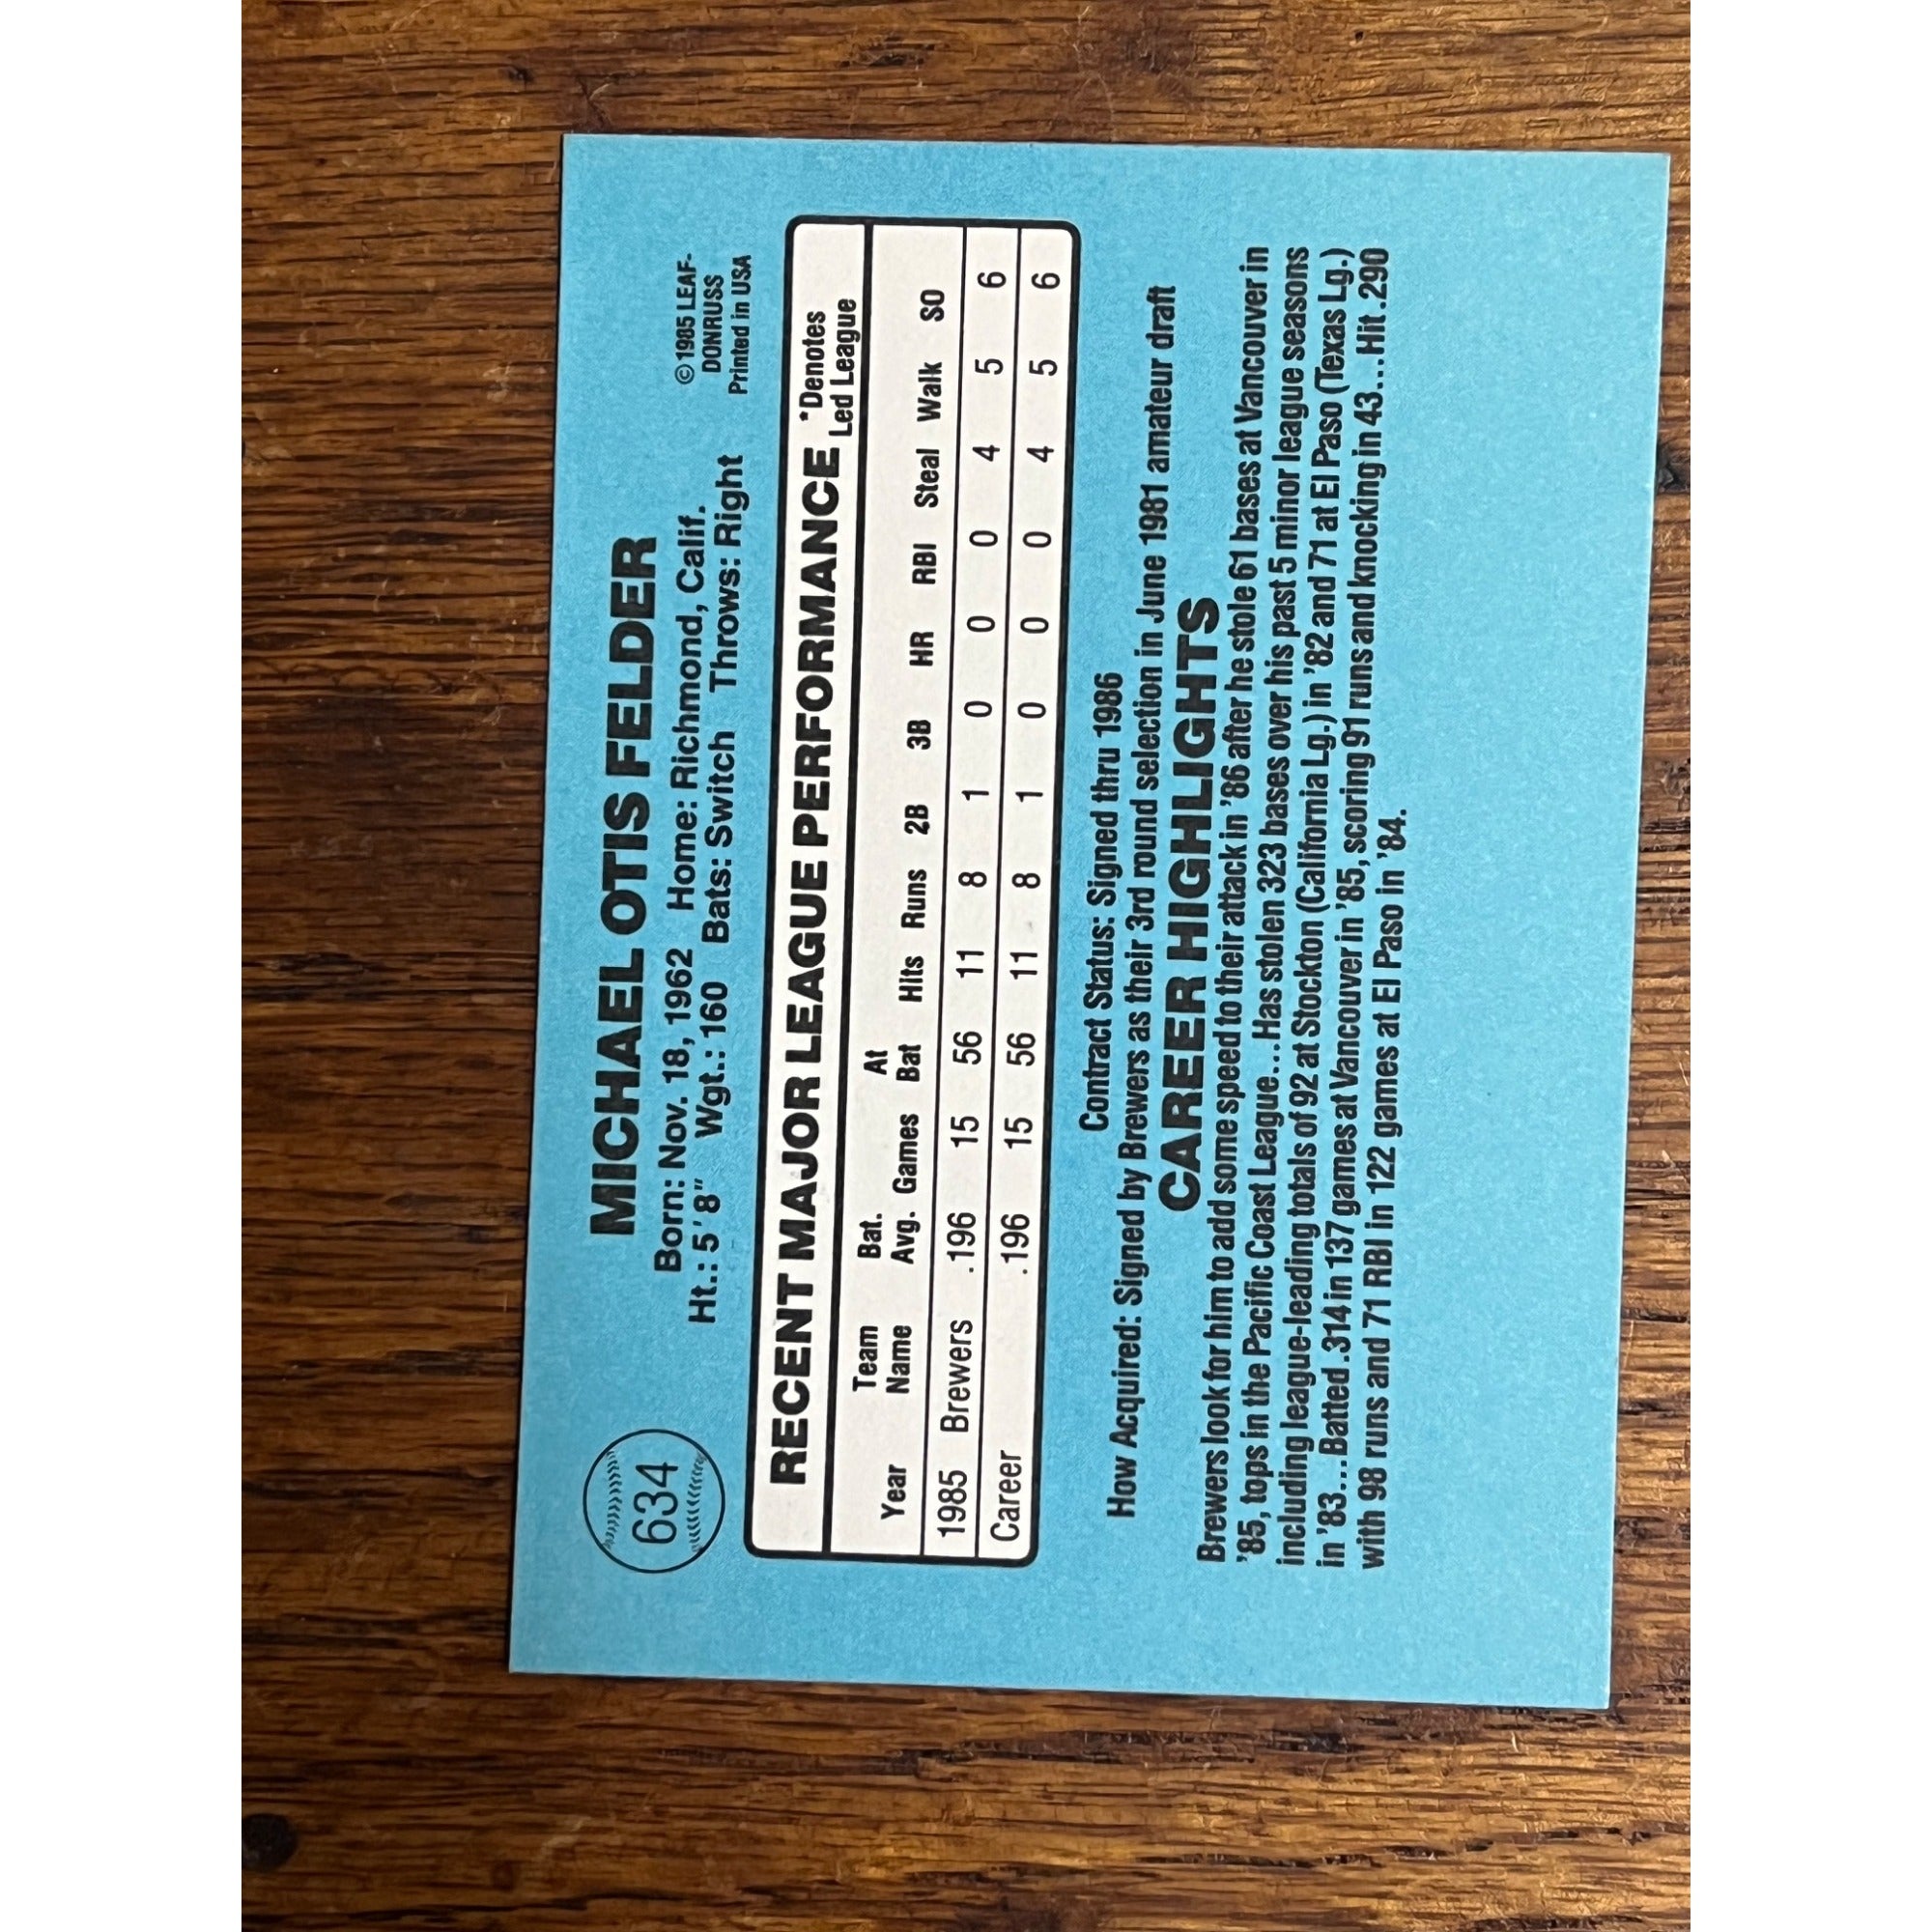 634
MICHAEL OTIS FELDER
Born: Nov. 18, 1962 Home: Richmond, Calif.
Ht.: 5'8" Wgt.: 160 Bats: Switch Throws: Right
© 1985 LEAF-
DONRUSS
Printed in USA
RECENT MAJOR LEAGUE PERFORMANCE *Denotes
Led League
Team Bat. At
Year Name Avg. Games Bat Hits Runs 2B 3B HR RBI Steal Walk SO
1985 Brewers .196 15 56 11 8 1 0 0 0 4 5 6
Career .196 15 56 11 8 1 0 0 0 4 5 6
Contract Status: Signed thru 1986
How Acquired: Signed by Brewers as their 3rd round selection in June 1981 amateur draft
CAREER HIGHLIGHTS
Brewers look for him to add some speed to their attack in '86 after he stole 61 bases at Vancouver in
'85, tops in the Pacific Coast League...Has stolen 323 bases over his past 5 minor league seasons
including league-leading totals of 92 at Stockton (California Lg.) in '82 and 71 at El Paso (Texas Lg.)
in '83...Batted .314 in 137 games at Vancouver in '85, scoring 91 runs and knocking in 43...Hit .290
with 98 runs and 71 RBI in 122 games at El Paso in '84.